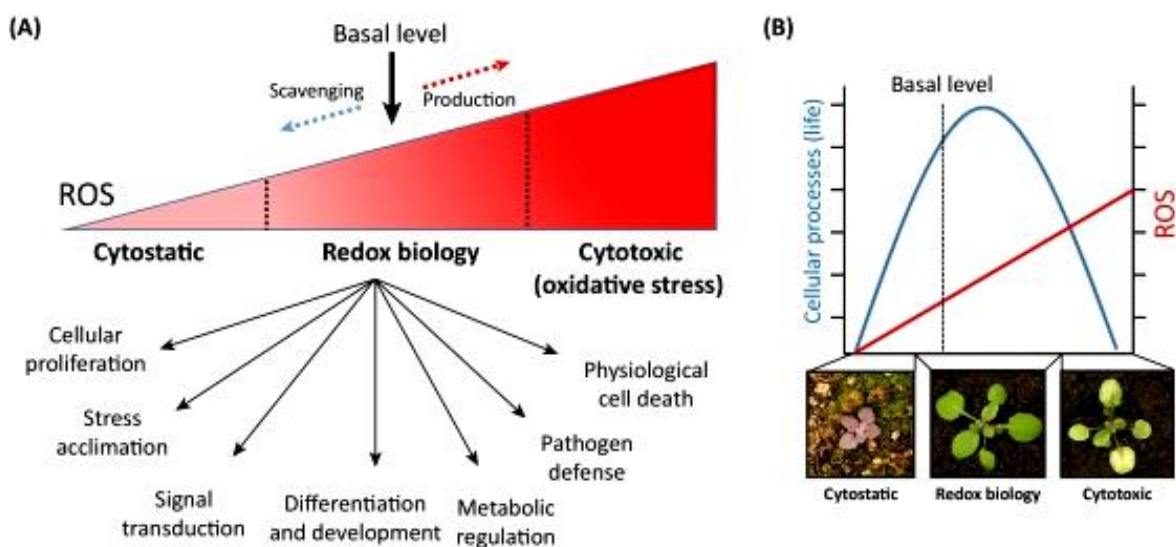 (A)
Basal level
Scavenging
Production
ROS
Cytostatic
Redox biology
Cytotoxic
(oxidative stress)
Cellular
proliferation
Stress
acclimation
Signal
transduction
Differentiation
and development
Metabolic
regulation
Pathogen
defense
Physiological
cell death
(B)
Basal level
Cellular processes (life)
ROS
Cytostatic
Redox biology
Cytotoxic